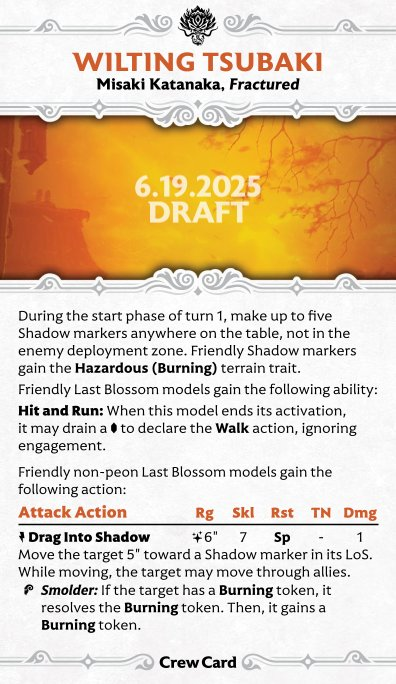 WILTING TSUBAKI
Misaki Katanaka, Fractured
6.19.2025
DRAFT
During the start phase of turn 1, make up to five
Shadow markers anywhere on the table, not in the
enemy deployment zone. Friendly Shadow markers
gain the Hazardous (Burning) terrain trait.
Friendly Last Blossom models gain the following ability:
Hit and Run: When this model ends its activation,
it may drain a to declare the Walk action, ignoring
engagement.
Friendly non-peon Last Blossom models gain the
following action:
Attack Action Rg Skl Rst TN Dmg
Drag Into Shadow 6" 7 Sp - 1
Move the target 5" toward a Shadow marker in its LoS.
While moving, the target may move through allies.
Smolder: If the target has a Burning token, it
resolves the Burning token. Then, it gains a
Burning token.
Crew Card